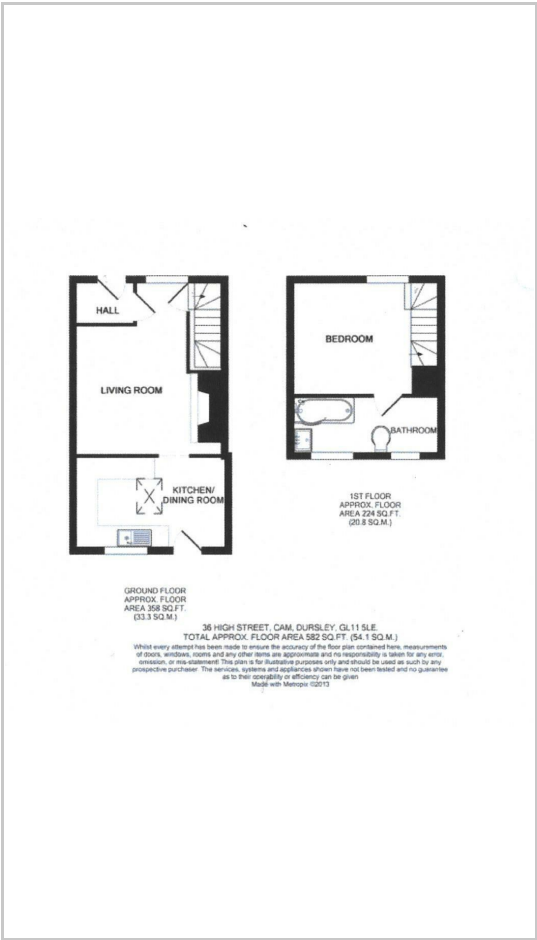 HALL
LIVING ROOM
KITCHEN/
DINING ROOM
BEDROOM
BATHROOM
1ST FLOOR
APPROX. FLOOR
AREA 224 SQ.FT.
(20.8 SQ.M.)
GROUND FLOOR
APPROX. FLOOR
AREA 358 SQ.FT.
(33.3 SQ.M.)
36 HIGH STREET, CAM, DURSLEY, GL11 5LE.
TOTAL APPROX. FLOOR AREA 582 SQ.FT. (54.1 SQ.M.)
Whilst every attempt has been made to ensure the accuracy of the floor plan contained here, measurements
of doors, windows, rooms and any other items are approximate and no responsibility is taken for any error,
omission, or mis-statement! This plan is for illustrative purposes only and should be used as such by any
prospective purchaser. The services, systems and appliances shown have not been tested and no guarantee
as to their operability or efficiency can be given
Made with Metropix ©2013